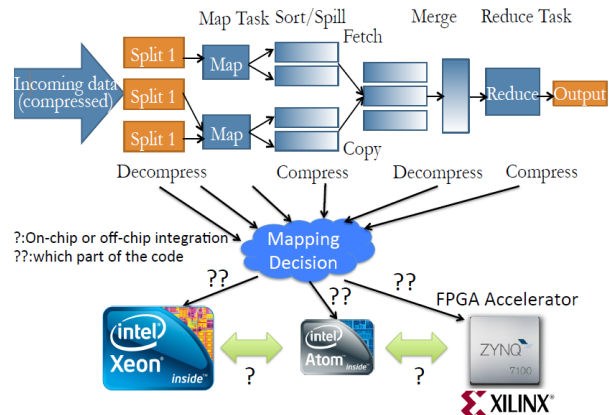 Map Task Sort/Spill Merge Reduce Task
Fetch
Split 1
Map
Incoming data
(compressed)
Split 1
Reduce
Output
Split 1
Map
Copy
Decompress Compress Decompress Compress
?:On-chip or off-chip integration
??:which part of the code
Mapping
Decision
?? ?? ??
FPGA Accelerator
intel
Xeon
inside™
intel
Atom
inside™
ZYNQ
7100
? ?
XILINX®